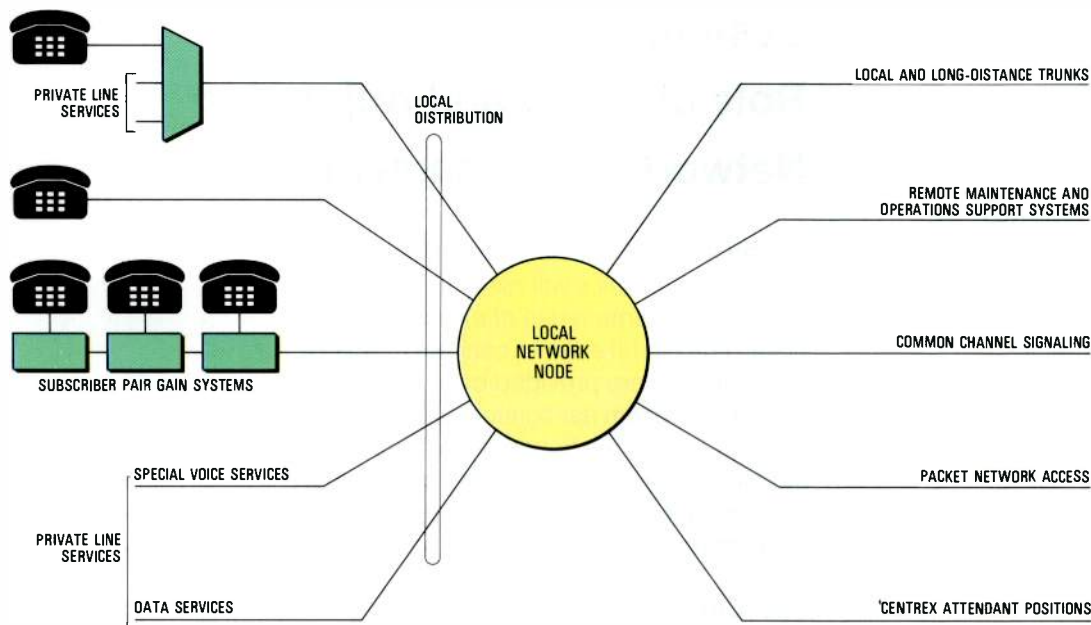 PRIVATE LINE
SERVICES
LOCAL
DISTRIBUTION
SUBSCRIBER PAIR GAIN SYSTEMS
SPECIAL VOICE SERVICES
PRIVATE LINE
SERVICES
DATA SERVICES
LOCAL
NETWORK
NODE
LOCAL AND LONG-DISTANCE TRUNKS
REMOTE MAINTENANCE AND
OPERATIONS SUPPORT SYSTEMS
COMMON CHANNEL SIGNALING
PACKET NETWORK ACCESS
'CENTREX ATTENDANT POSITIONS